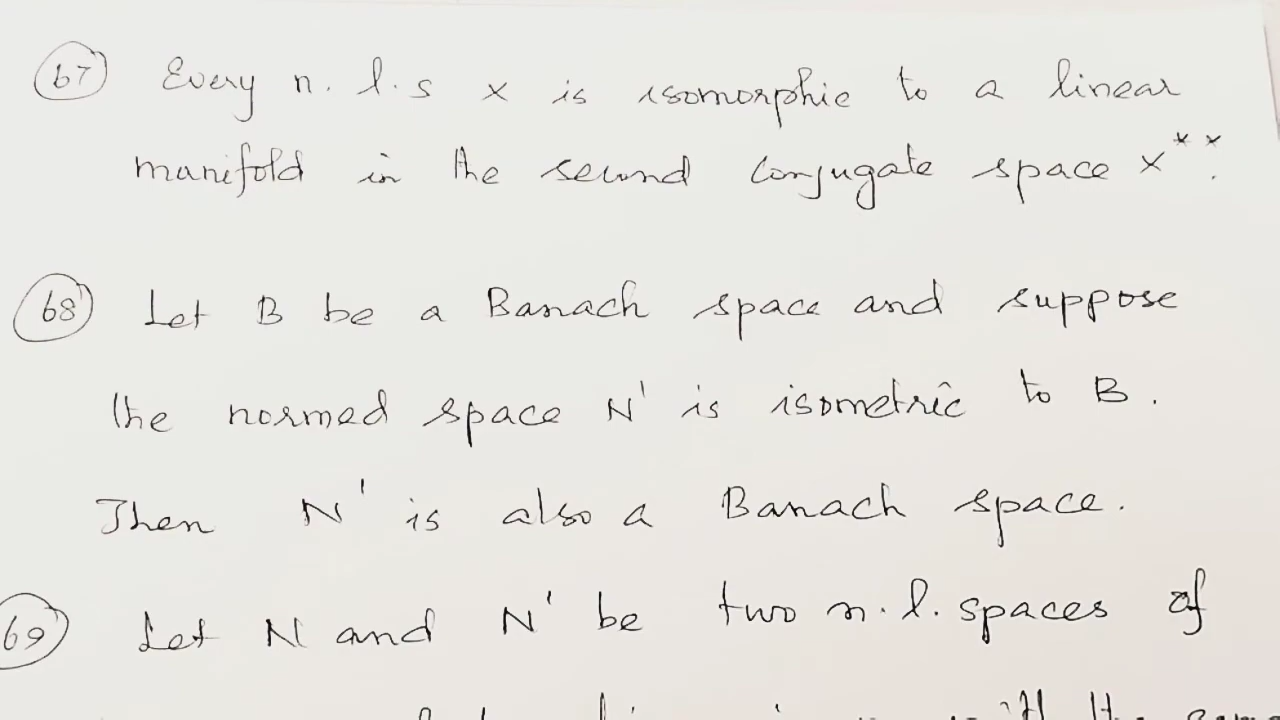 67 Every n. l. s x is isomorphic to a linear
manifold in the second conjugate space x**.
68 Let B be a Banach space and suppose
the normed space N' is isometric to B.
Then N' is also a Banach space.
69 Let N and N' be two n. l. spaces of